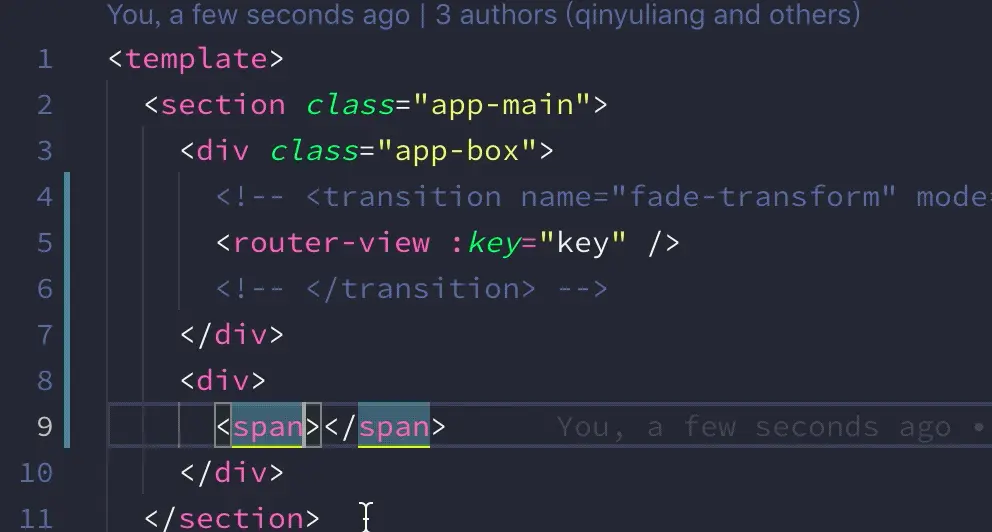 You, a few seconds ago | 3 authors (qinyuliang and others)
1 <template>
2 <section class="app-main">
3 <div class="app-box">
4 <!-- <transition name="fade-transform" mode=
5 <router-view :key="key" />
6 <!-- </transition> -->
7 </div>
8 <div>
9 <span></span> You, a few seconds ago •
10 </div>
11 </section>